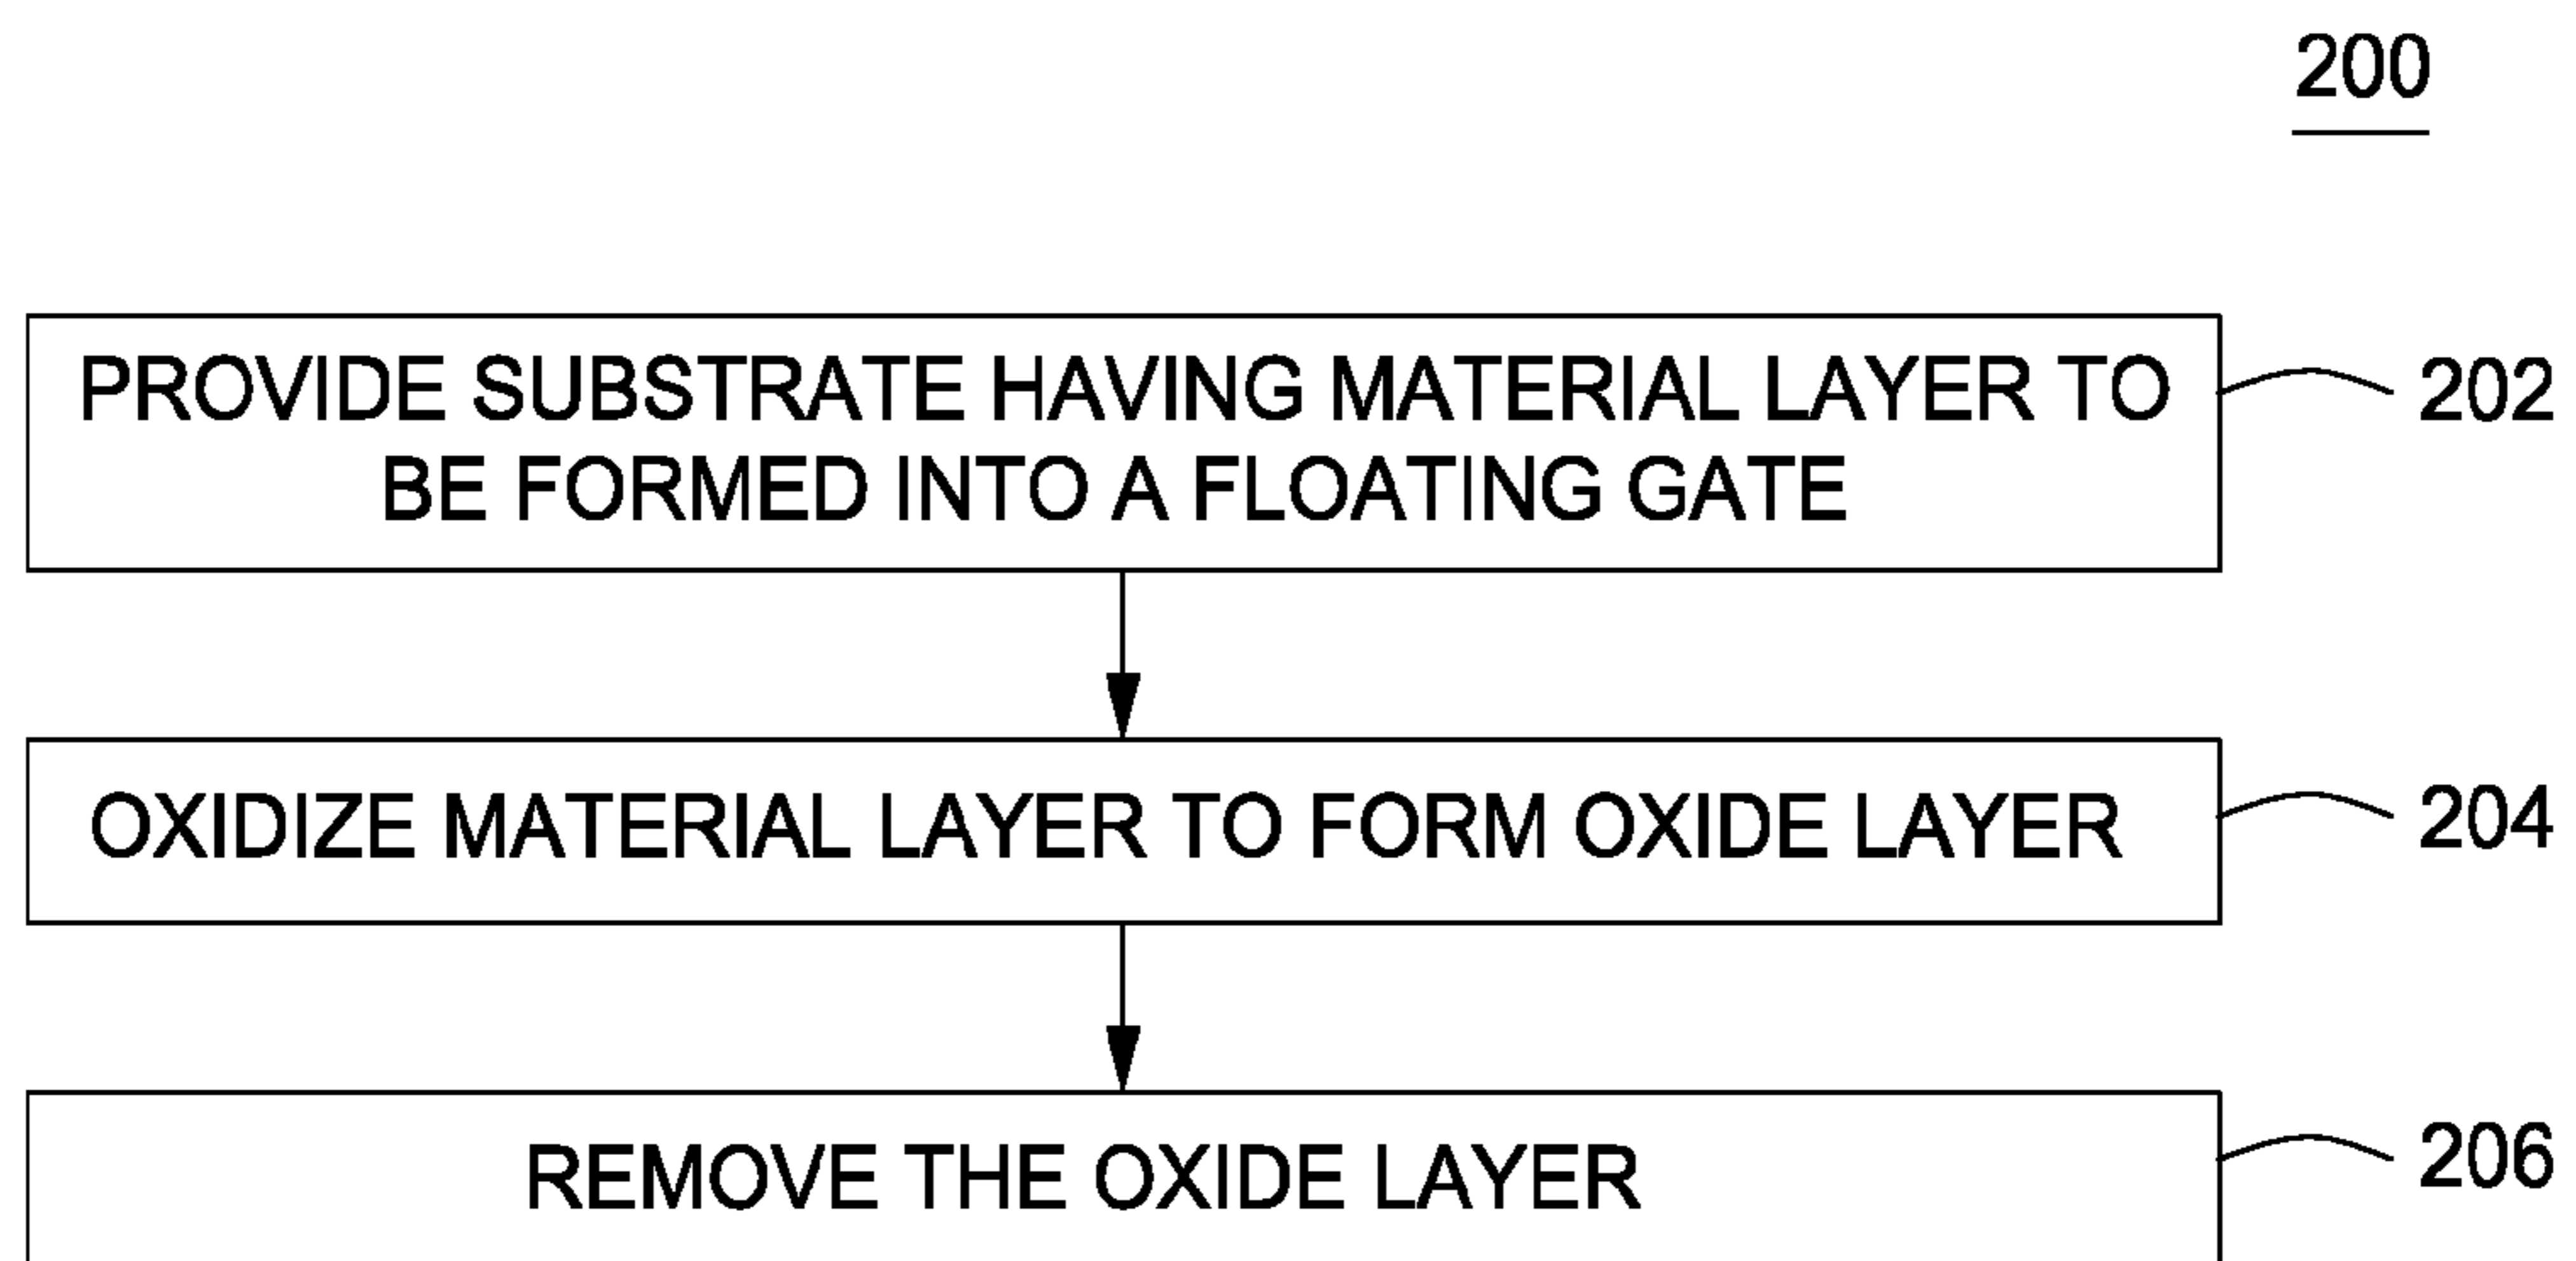 200
PROVIDE SUBSTRATE HAVING MATERIAL LAYER TO
BE FORMED INTO A FLOATING GATE
202
OXIDIZE MATERIAL LAYER TO FORM OXIDE LAYER
204
REMOVE THE OXIDE LAYER
206